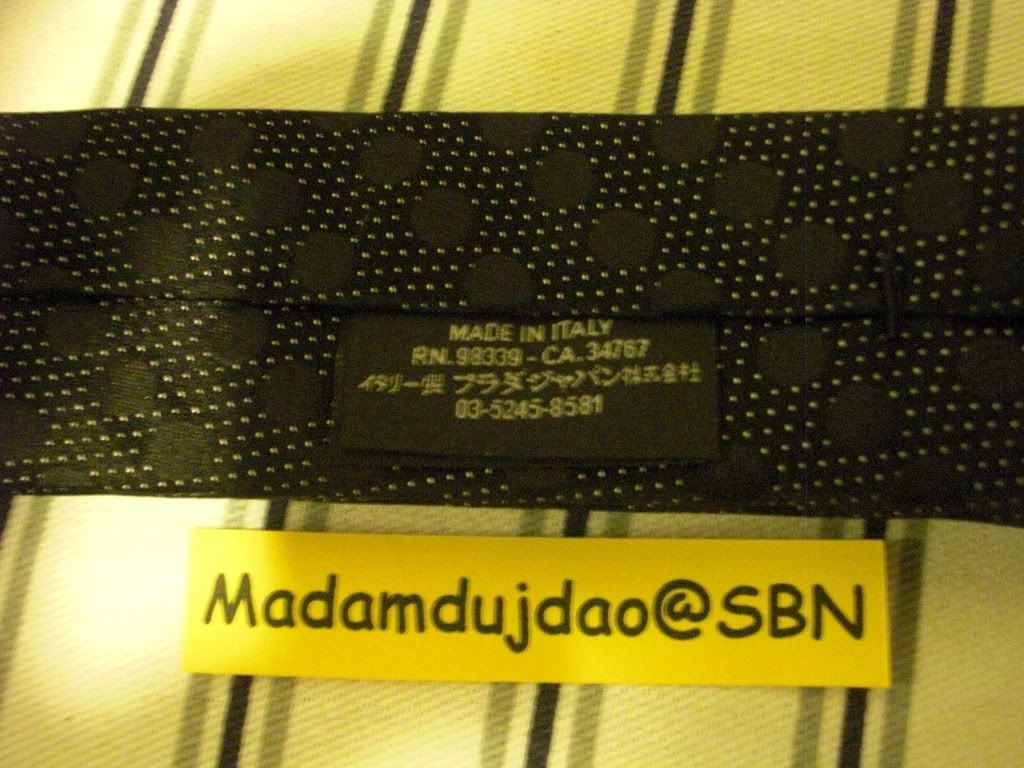 MADE IN ITALY
RN. 98339 - CA. 34767
イタリー製 プラダジャパン株式会社
03-5245-8581
Madamdujdao@SBN